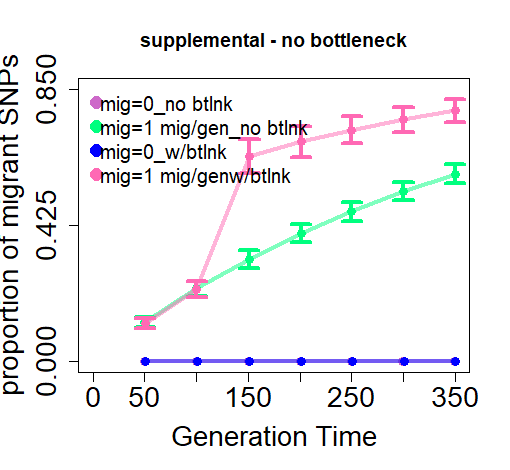 supplemental - no bottleneck
proportion of migrant SNPs
0.850
0.425
0.000
mig=0_no btlnk
mig=1 mig/gen_no btlnk
mig=0_w/btlnk
mig=1 mig/genw/btlnk
0 50 150 250 350
Generation Time